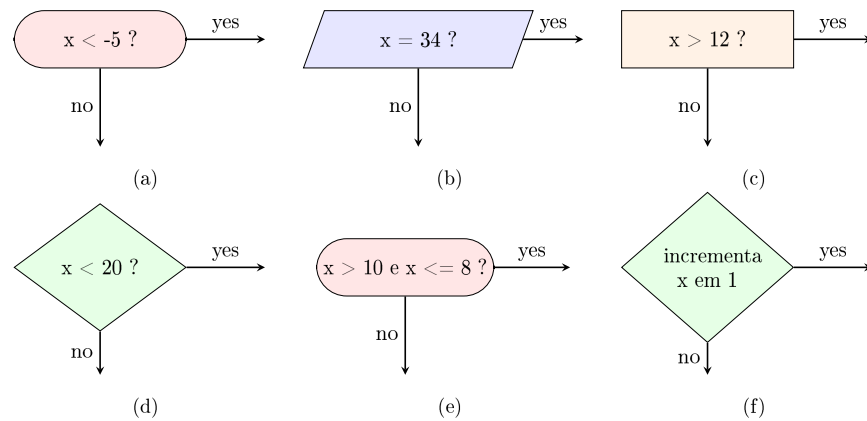 x < -5 ?
yes
no
(a)
x = 34 ?
yes
no
(b)
x > 12 ?
yes
no
(c)
x < 20 ?
yes
no
(d)
x > 10 e x <= 8 ?
yes
no
(e)
incrementa
x em 1
yes
no
(f)